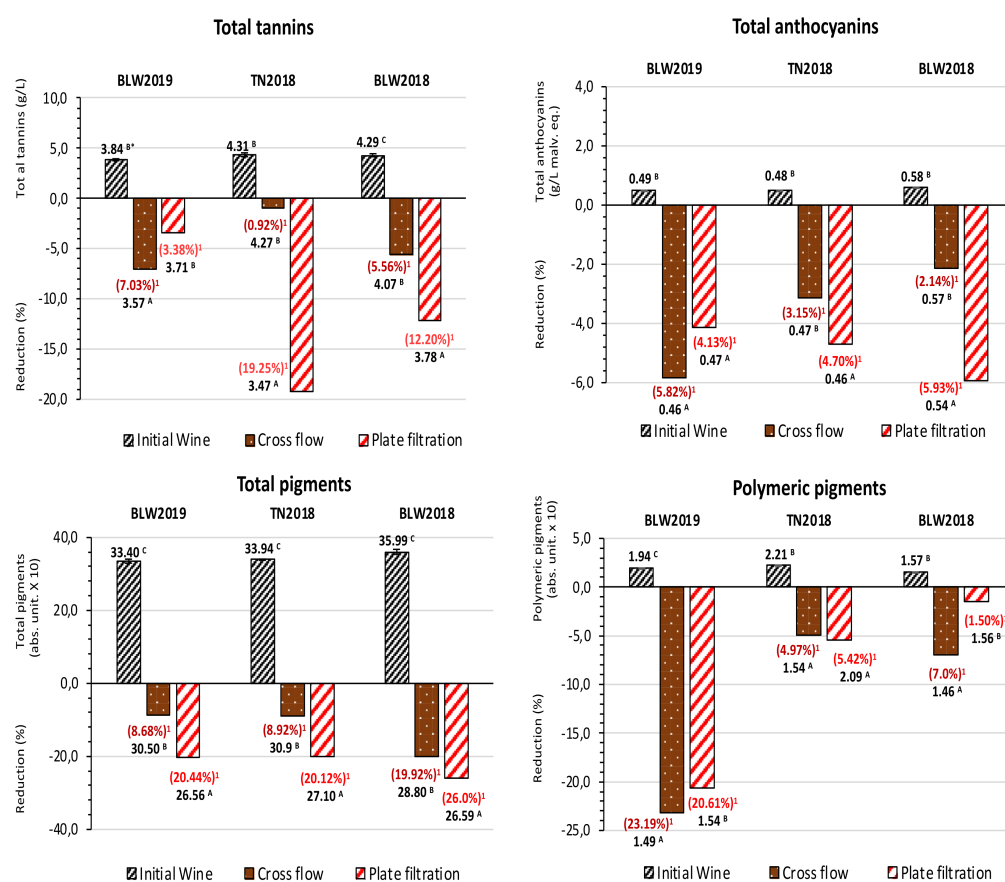 Total tannins
BLW2019 TN2018 BLW2018
Tot al tannins (g/L)
Reduction (%)
10,0
5,0
0,0
-5,0
-10,0
-15,0
-20,0
3.84 B*
4.31 B
4.29 C
(7.03%)1
3.57 A
(3.38%)1
3.71 B
(0.92%)1
4.27 B
(19.25%)1
3.47 A
(5.56%)1
4.07 B
(12.20%)1
3.78 A
Initial Wine Cross flow Plate filtration
Total anthocyanins
BLW2019 TN2018 BLW2018
Total anthocyanins
(g/L malv. eq.)
Reduction (%)
4,0
2,0
0,0
-2,0
-4,0
-6,0
0.49 B
0.48 B
0.58 B
(5.82%)1
0.46 A
(4.13%)1
0.47 A
(3.15%)1
0.47 B
(4.70%)1
0.46 A
(2.14%)1
0.57 B
(5.93%)1
0.54 A
Initial Wine Cross flow Plate filtration
Total pigments
BLW2019 TN2018 BLW2018
Total pigments
(abs. unit. X 10)
Reduction (%)
40,0
20,0
0,0
-20,0
-40,0
33.40 C
33.94 C
35.99 C
(8.68%)1
30.50 B
(20.44%)1
26.56 A
(8.92%)1
30.9 B
(20.12%)1
27.10 A
(19.92%)1
28.80 B
(26.0%)1
26.59 A
Initial Wine Cross flow Plate filtration
Polymeric pigments
BLW2019 TN2018 BLW2018
Polymeric pigments
(abs. unit. x 10)
Reduction (%)
5,0
0,0
-5,0
-10,0
-15,0
-20,0
-25,0
1.94 C
2.21 B
1.57 B
(23.19%)1
1.49 A
(20.61%)1
1.54 B
(4.97%)1
1.54 A
(5.42%)1
2.09 A
(7.0%)1
1.46 A
(1.50%)1
1.56 B
Initial Wine Cross flow Plate filtration